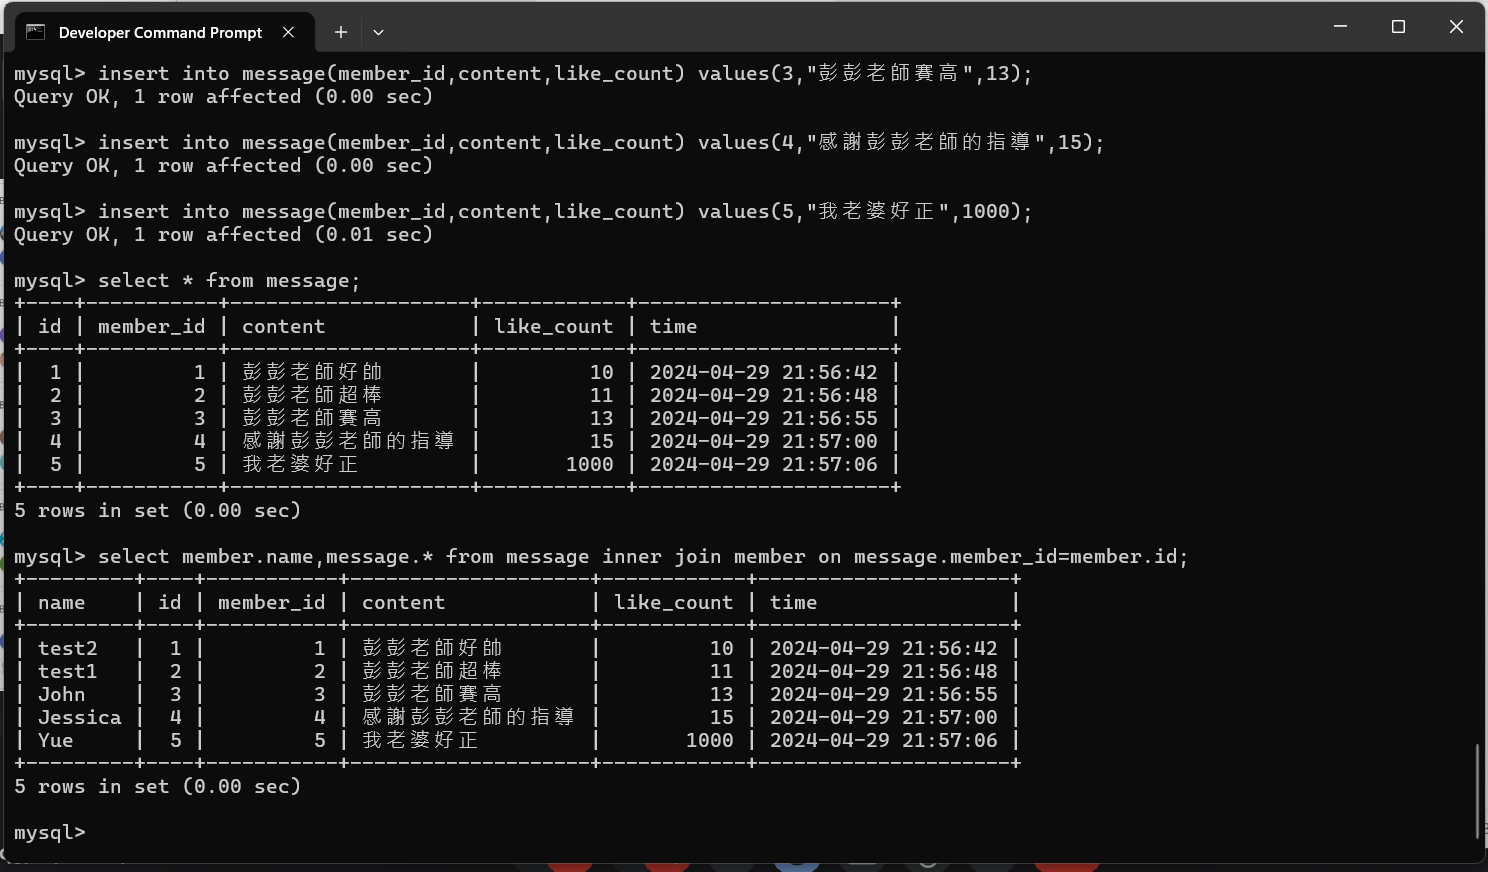 Developer Command Prompt
mysql> insert into message(member_id,content,like_count) values(3,"彭彭老師賽高",13);
Query OK, 1 row affected (0.00 sec)
mysql> insert into message(member_id,content,like_count) values(4,"感謝彭彭老師的指導",15);
Query OK, 1 row affected (0.00 sec)
mysql> insert into message(member_id,content,like_count) values(5,"我老婆好正",1000);
Query OK, 1 row affected (0.01 sec)
mysql> select * from message;
+----+-----------+--------------------+------------+---------------------+
| id | member_id | content            | like_count | time                |
+----+-----------+--------------------+------------+---------------------+
|  1 |         1 | 彭彭老師好帥       |         10 | 2024-04-29 21:56:42 |
|  2 |         2 | 彭彭老師超棒       |         11 | 2024-04-29 21:56:48 |
|  3 |         3 | 彭彭老師賽高       |         13 | 2024-04-29 21:56:55 |
|  4 |         4 | 感謝彭彭老師的指導 |         15 | 2024-04-29 21:57:00 |
|  5 |         5 | 我老婆好正         |       1000 | 2024-04-29 21:57:06 |
+----+-----------+--------------------+------------+---------------------+
5 rows in set (0.00 sec)
mysql> select member.name,message.* from message inner join member on message.member_id=member.id;
+---------+----+-----------+--------------------+------------+---------------------+
| name    | id | member_id | content            | like_count | time                |
+---------+----+-----------+--------------------+------------+---------------------+
| test2   |  1 |         1 | 彭彭老師好帥       |         10 | 2024-04-29 21:56:42 |
| test1   |  2 |         2 | 彭彭老師超棒       |         11 | 2024-04-29 21:56:48 |
| John    |  3 |         3 | 彭彭老師賽高       |         13 | 2024-04-29 21:56:55 |
| Jessica |  4 |         4 | 感謝彭彭老師的指導 |         15 | 2024-04-29 21:57:00 |
| Yue     |  5 |         5 | 我老婆好正         |       1000 | 2024-04-29 21:57:06 |
+---------+----+-----------+--------------------+------------+---------------------+
5 rows in set (0.00 sec)
mysql>